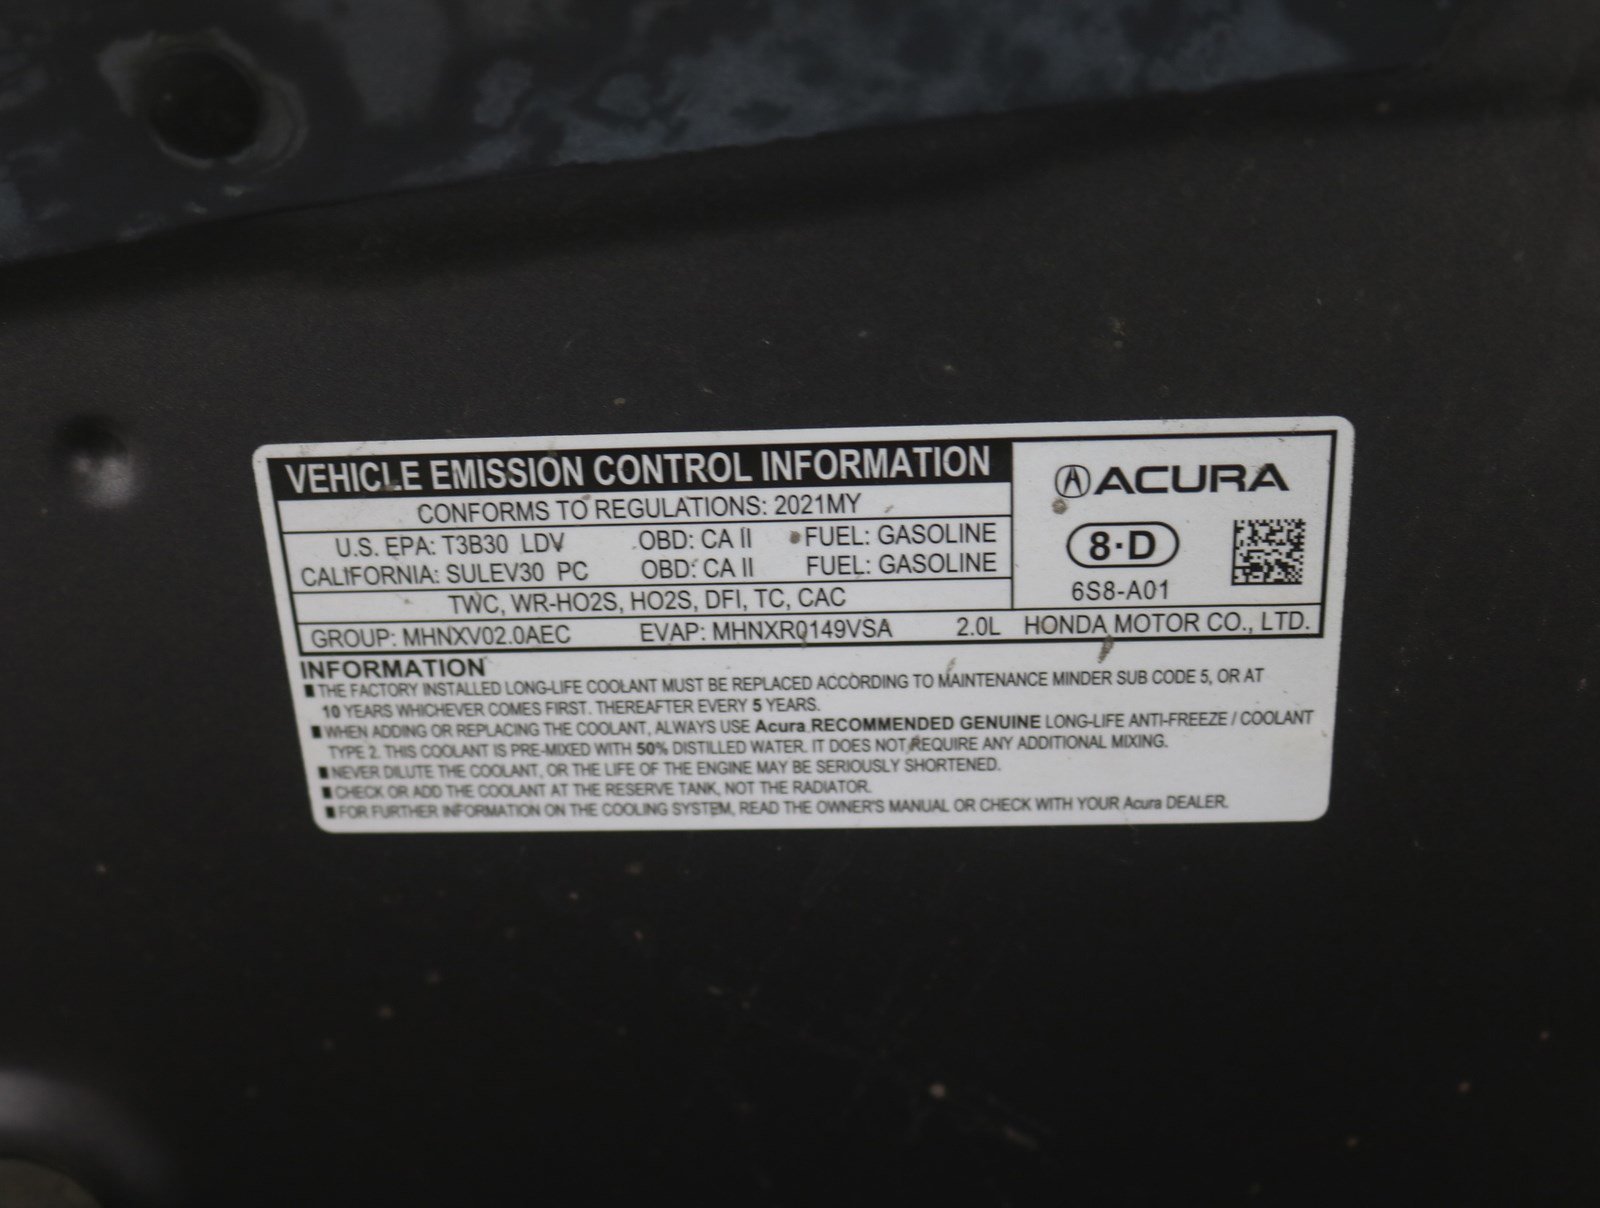 VEHICLE EMISSION CONTROL INFORMATION
CONFORMS TO REGULATIONS: 2021MY
U.S. EPA: T3B30 LDV OBD: CA II FUEL: GASOLINE
CALIFORNIA: SULEV30 PC OBD: CA II FUEL: GASOLINE
TWC, WR-HO2S, HO2S, DFI, TC, CAC
ACURA
8·D
6S8-A01
GROUP: MHNXV02.0AEC EVAP: MHNXR0149VSA 2.0L HONDA MOTOR CO., LTD.
INFORMATION
■ THE FACTORY INSTALLED LONG-LIFE COOLANT MUST BE REPLACED ACCORDING TO MAINTENANCE MINDER SUB CODE 5, OR AT
10 YEARS WHICHEVER COMES FIRST. THEREAFTER EVERY 5 YEARS.
■ WHEN ADDING OR REPLACING THE COOLANT, ALWAYS USE Acura RECOMMENDED GENUINE LONG-LIFE ANTI-FREEZE / COOLANT
TYPE 2. THIS COOLANT IS PRE-MIXED WITH 50% DISTILLED WATER. IT DOES NOT REQUIRE ANY ADDITIONAL MIXING.
■ NEVER DILUTE THE COOLANT, OR THE LIFE OF THE ENGINE MAY BE SERIOUSLY SHORTENED.
■ CHECK OR ADD THE COOLANT AT THE RESERVE TANK, NOT THE RADIATOR.
■ FOR FURTHER INFORMATION ON THE COOLING SYSTEM, READ THE OWNER'S MANUAL OR CHECK WITH YOUR Acura DEALER.